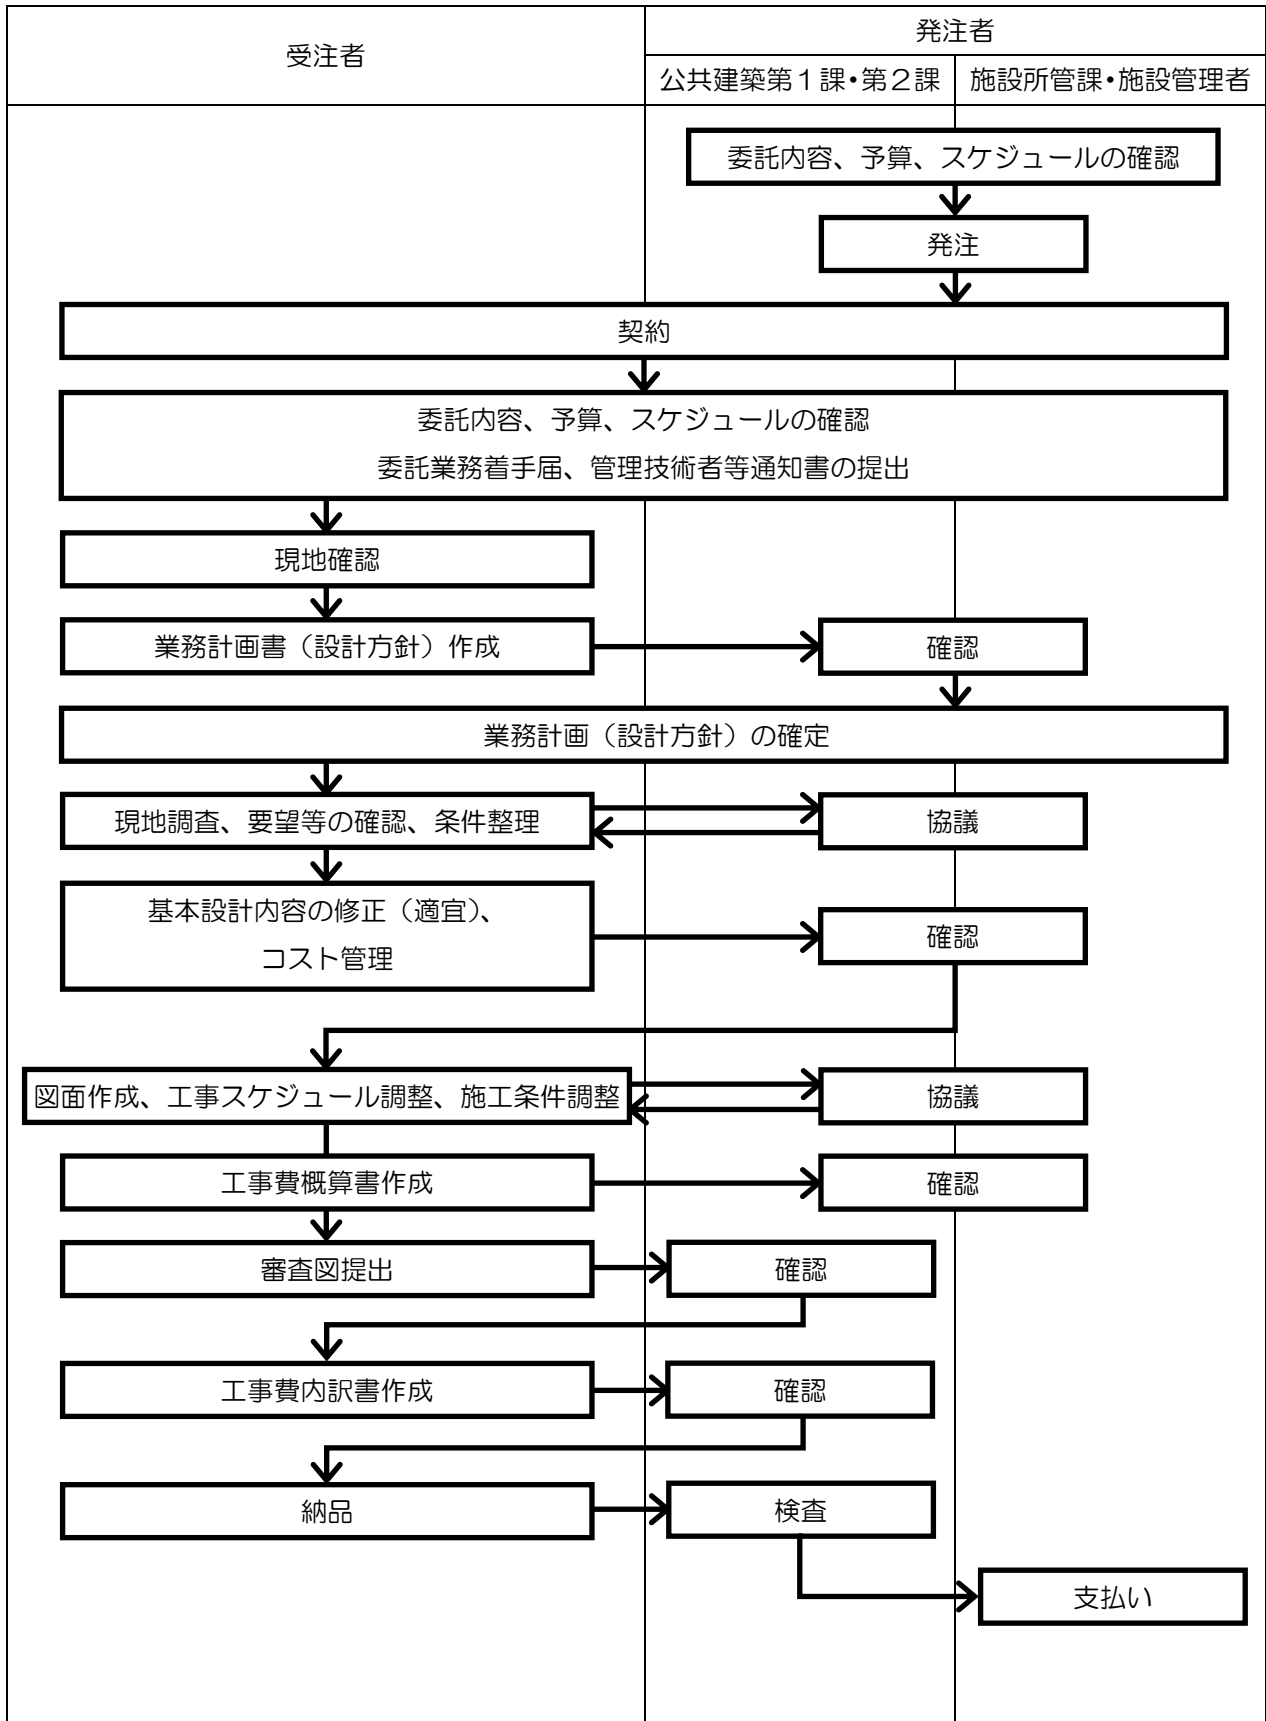 受注者
発注者
公共建築第１課・第２課
施設所管課・施設管理者
委託内容、予算、スケジュールの確認
発注
契約
委託内容、予算、スケジュールの確認
委託業務着手届、管理技術者等通知書の提出
現地確認
業務計画書（設計方針）作成
確認
業務計画（設計方針）の確定
現地調査、要望等の確認、条件整理
協議
基本設計内容の修正（適宜）、
コスト管理
確認
図面作成、工事スケジュール調整、施工条件調整
協議
工事費概算書作成
確認
審査図提出
確認
工事費内訳書作成
確認
納品
検査
支払い